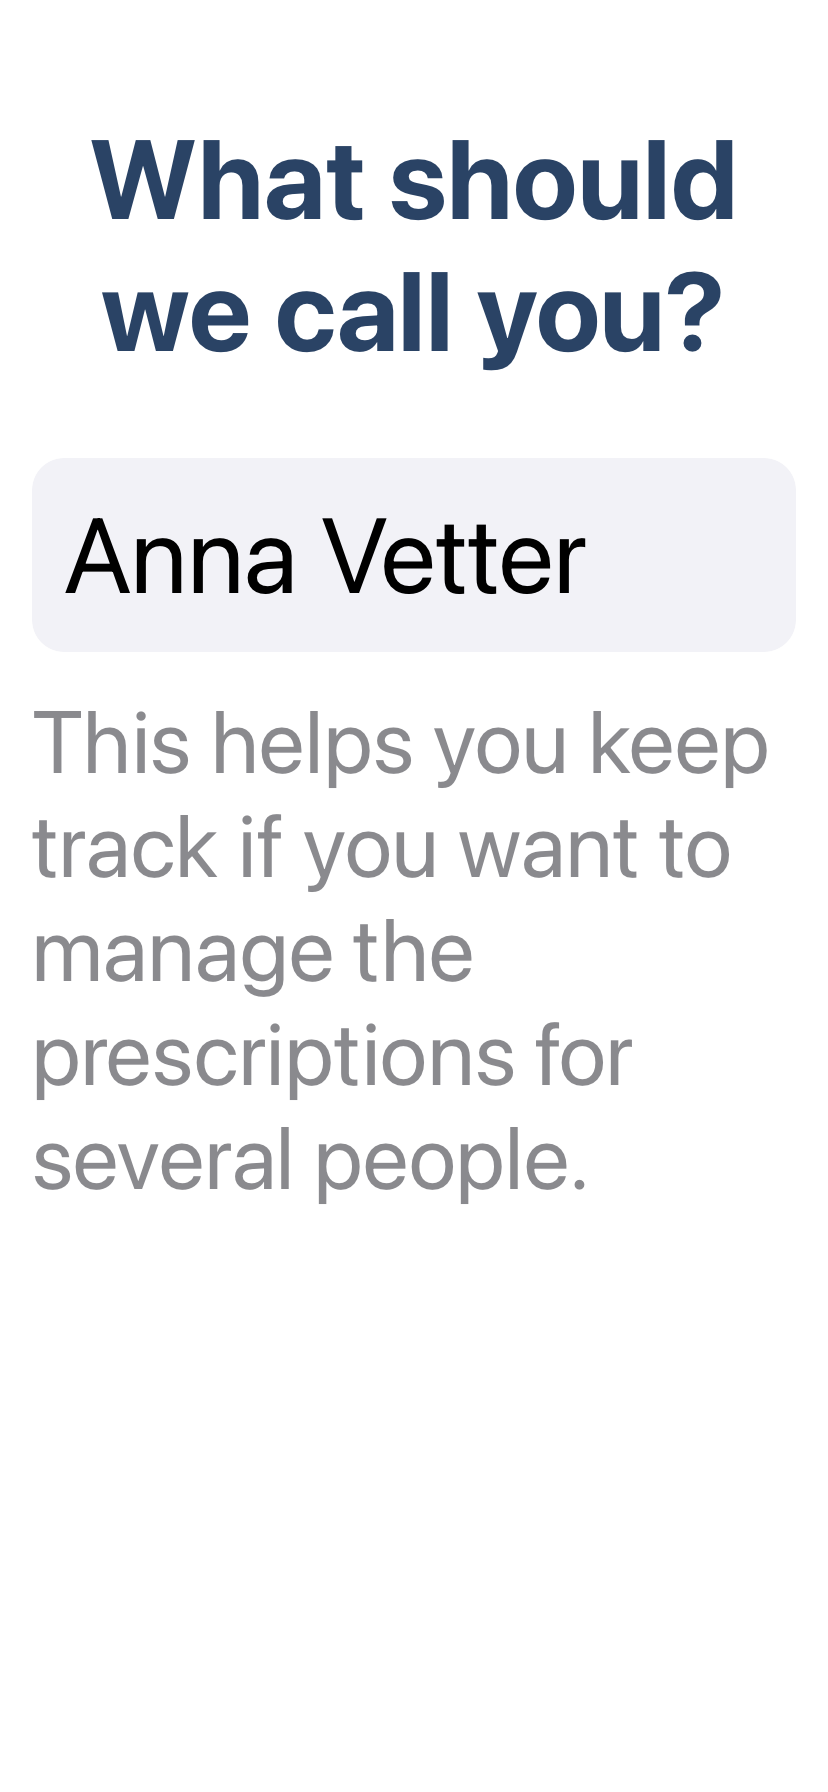 What should
we call you?
Anna Vetter
This helps you keep
track if you want to
manage the
prescriptions for
several people.